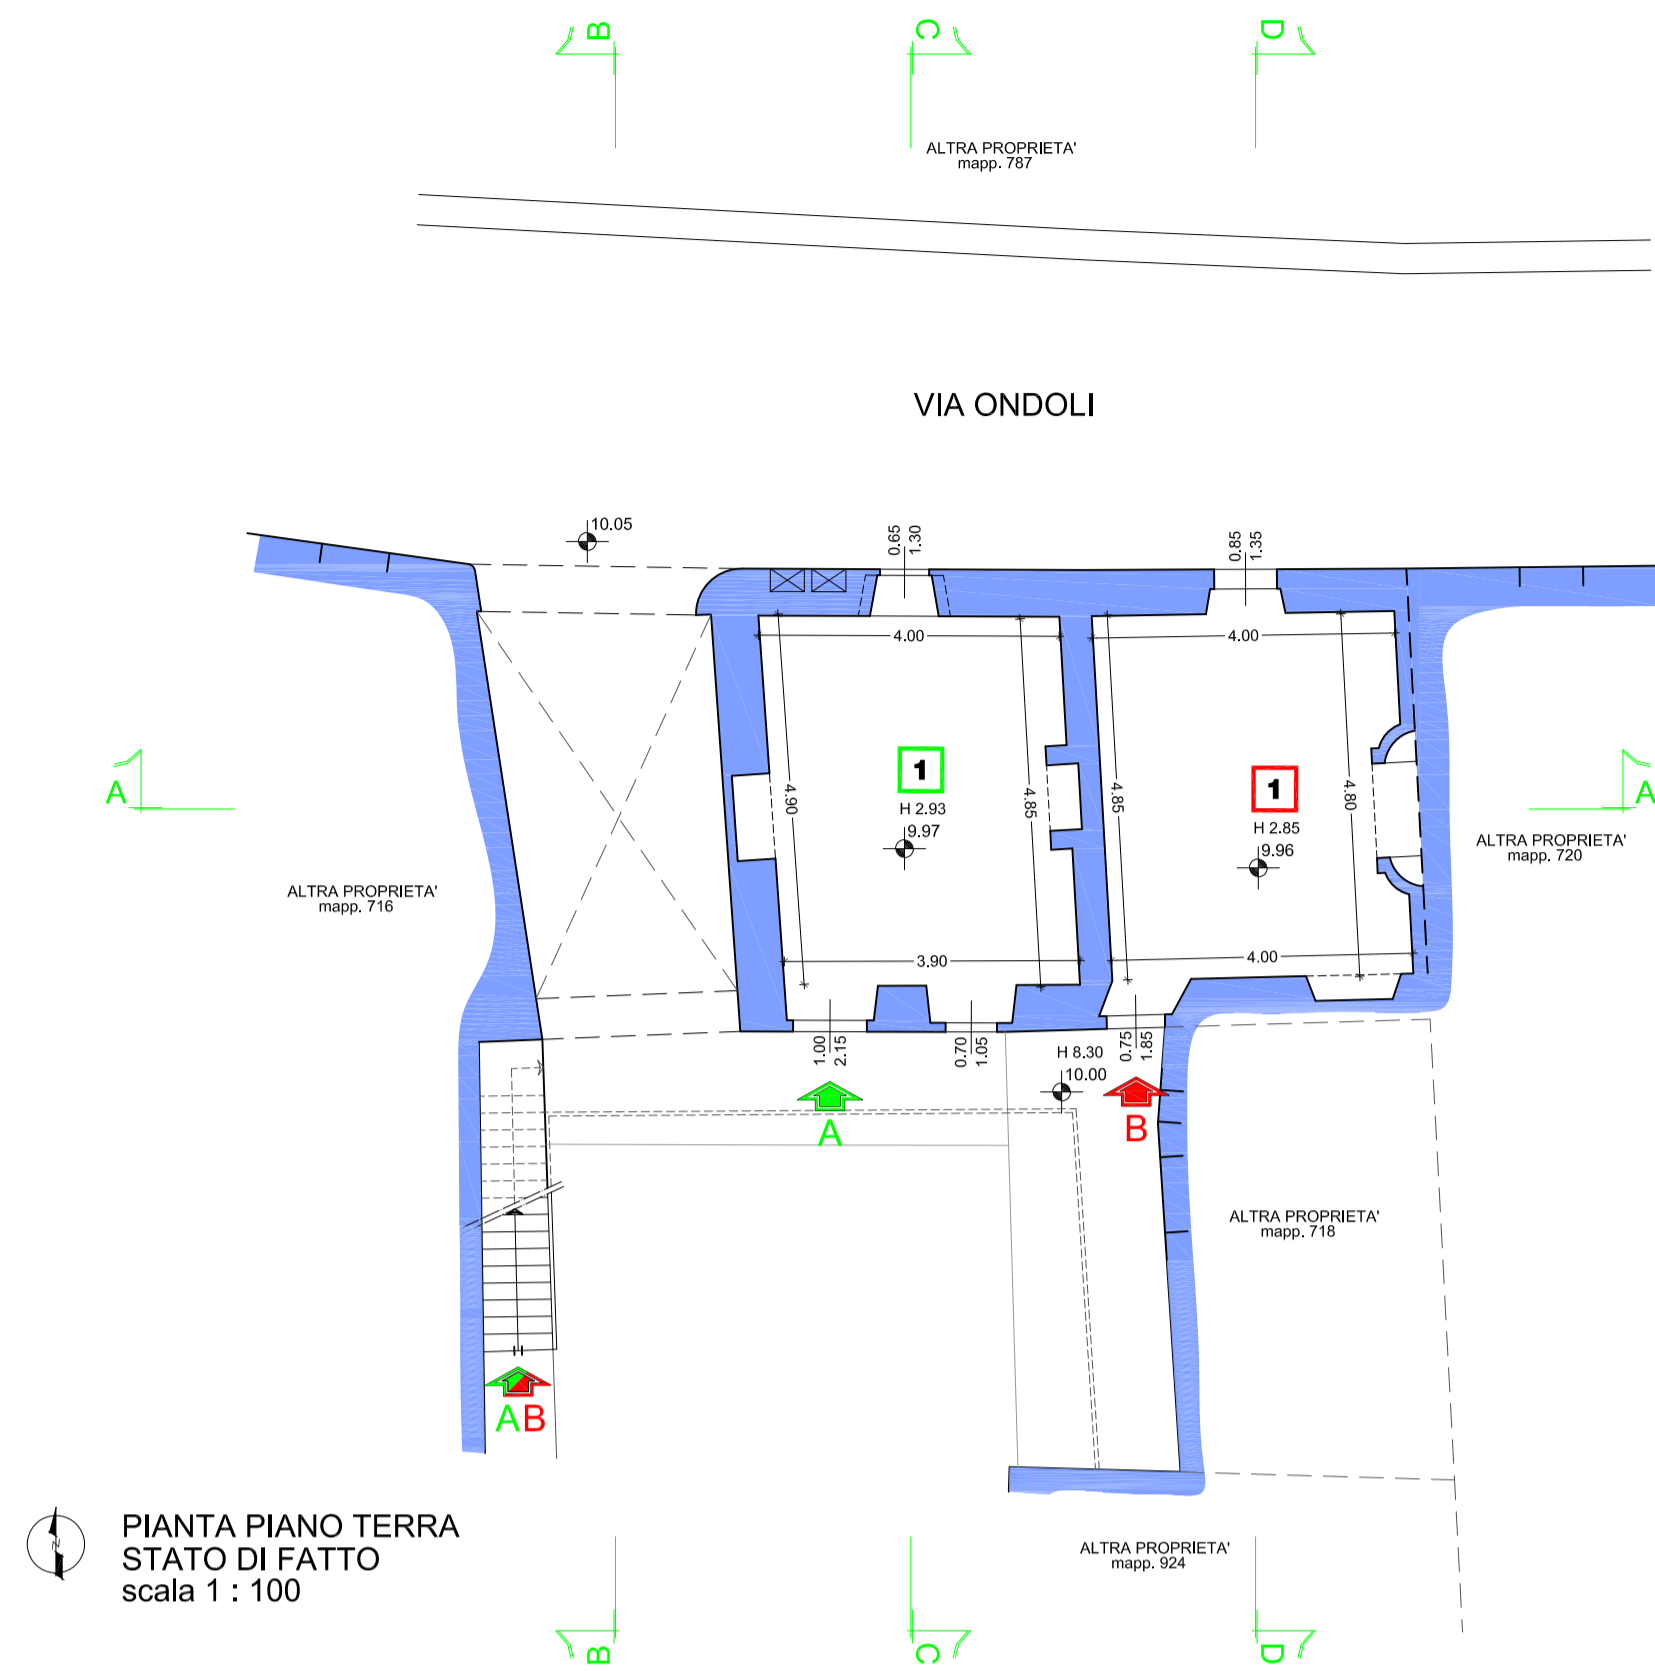 B
C
D
ALTRA PROPRIETA'
mapp. 787
VIA ONDOLI
10.05
0.65
1.30
0.85
1.35
4.00
4.00
4.90
4.85
4.85
4.80
1
H 2.93
9.97
1
H 2.85
9.96
A
A
ALTRA PROPRIETA'
mapp. 720
ALTRA PROPRIETA'
mapp. 716
3.90
4.00
1.00
2.15
0.70
1.05
H 8.30
10.00
0.75
1.85
A
B
ALTRA PROPRIETA'
mapp. 718
AB
N
PIANTA PIANO TERRA
STATO DI FATTO
scala 1 : 100
ALTRA PROPRIETA'
mapp. 924
B
C
D